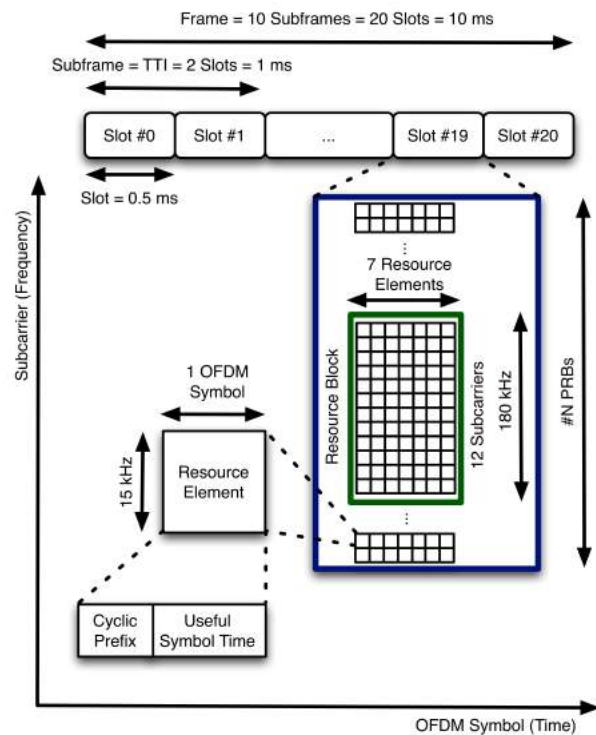 Frame = 10 Subframes = 20 Slots = 10 ms
Subframe = TTI = 2 Slots = 1 ms
Slot #0
Slot #1
...
Slot #19
Slot #20
Slot = 0.5 ms
Subcarrier (Frequency)
...
7 Resource
Elements
Resource Block
12 Subcarriers
180 kHz
#N PRBs
1 OFDM
Symbol
15 kHz
Resource
Element
...
Cyclic
Prefix
Useful
Symbol Time
OFDM Symbol (Time)